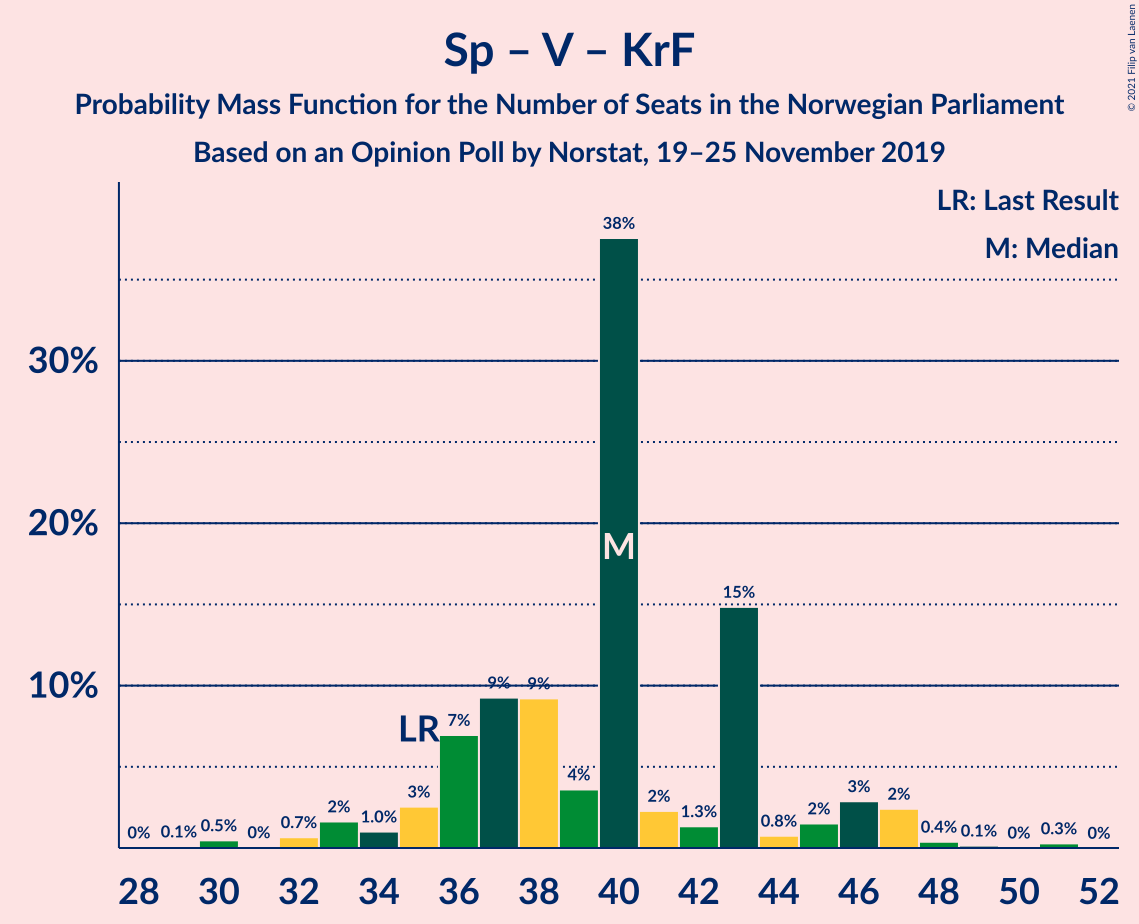 Sp – V – KrF
Probability Mass Function for the Number of Seats in the Norwegian Parliament
Based on an Opinion Poll by Norstat, 19–25 November 2019
© 2021 Filip van Laenen
LR: Last Result
M: Median
38%
30%
20%
M
15%
10%
9% 9%
LR 7%
4%
3% 3%
2% 2% 2% 2%
0% 0.1% 0.5% 0% 0.7% 1.0% 1.3% 0.8% 0.4% 0.1% 0% 0.3% 0%
28 30 32 34 36 38 40 42 44 46 48 50 52